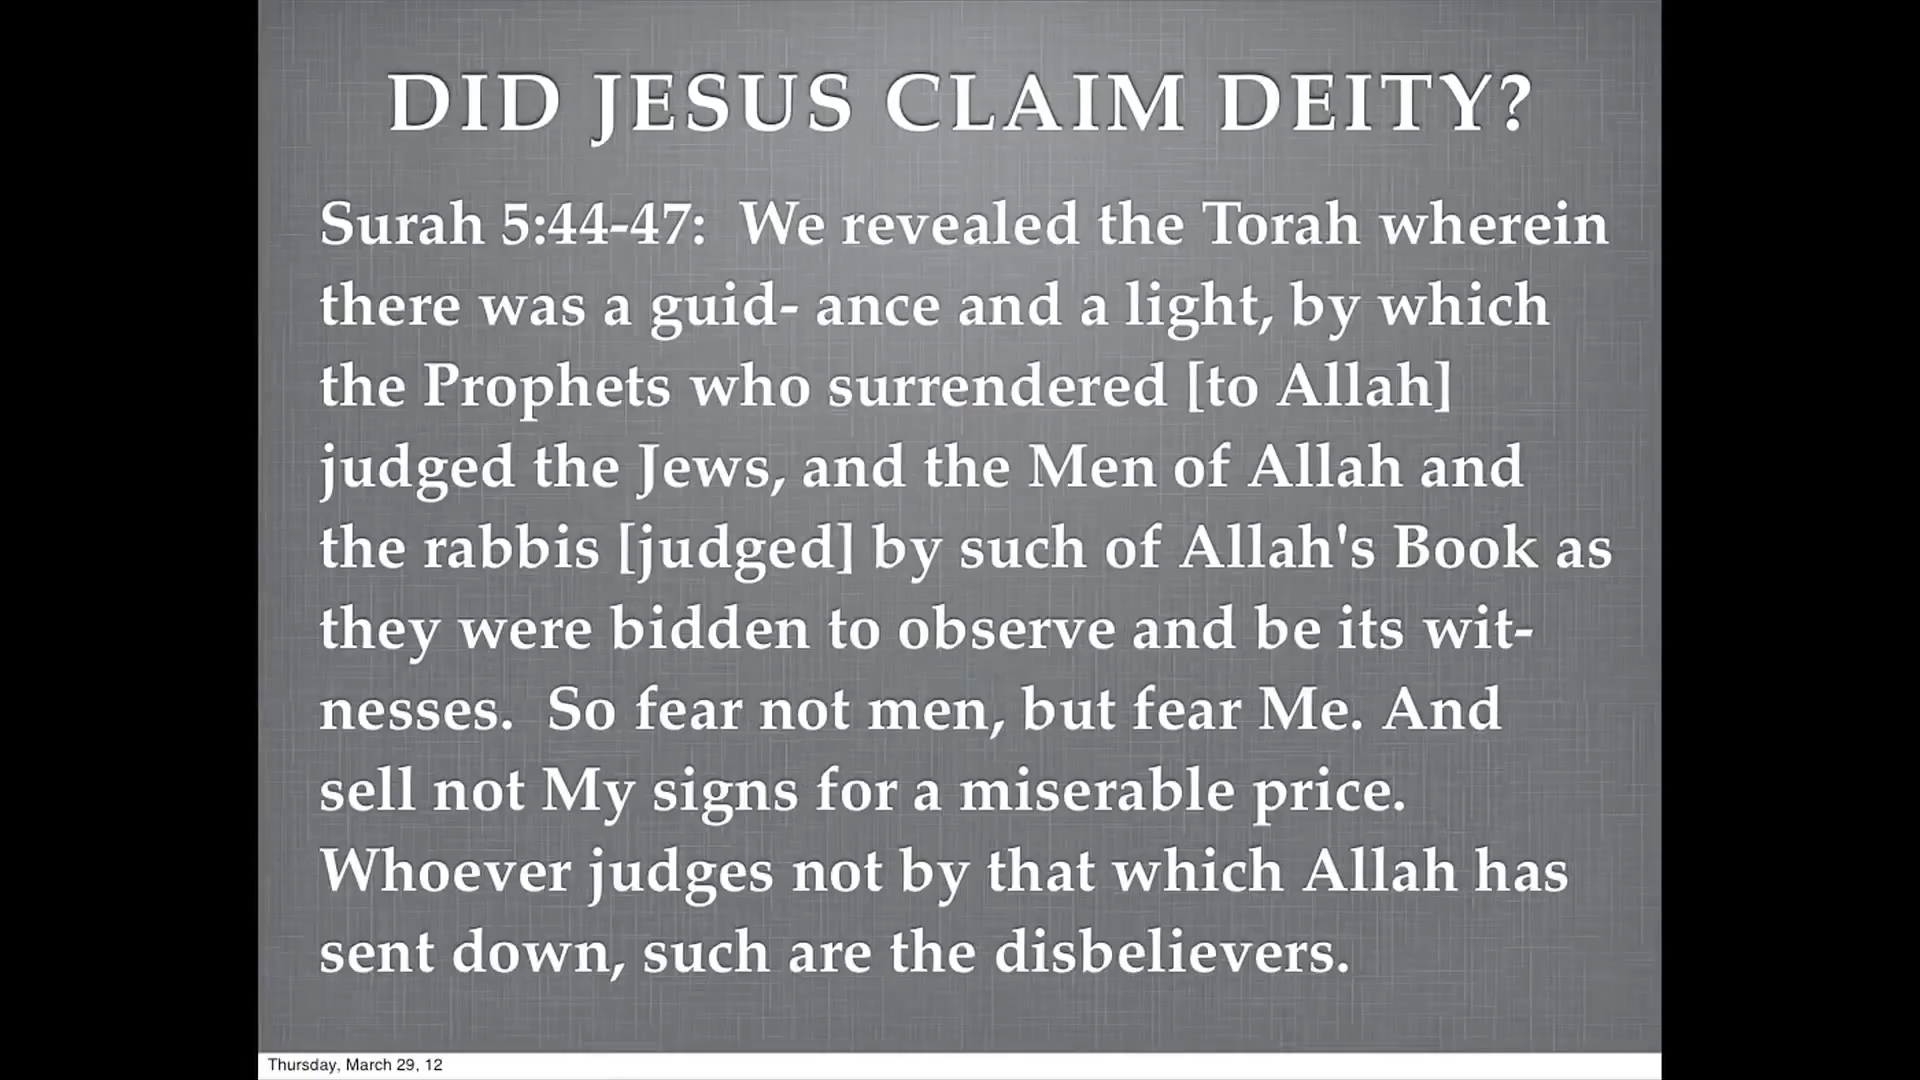 DID JESUS CLAIM DEITY?
Surah 5:44-47:  We revealed the Torah wherein
there was a guid- ance and a light, by which
the Prophets who surrendered [to Allah]
judged the Jews, and the Men of Allah and
the rabbis [judged] by such of Allah's Book as
they were bidden to observe and be its wit-
nesses.  So fear not men, but fear Me. And
sell not My signs for a miserable price.
Whoever judges not by that which Allah has
sent down, such are the disbelievers.
Thursday, March 29, 12